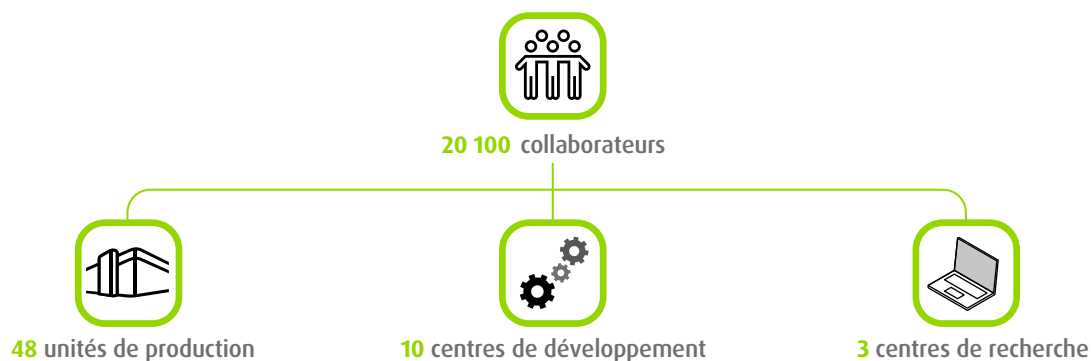 20 100 collaborateurs
48 unités de production
10 centres de développement
3 centres de recherche